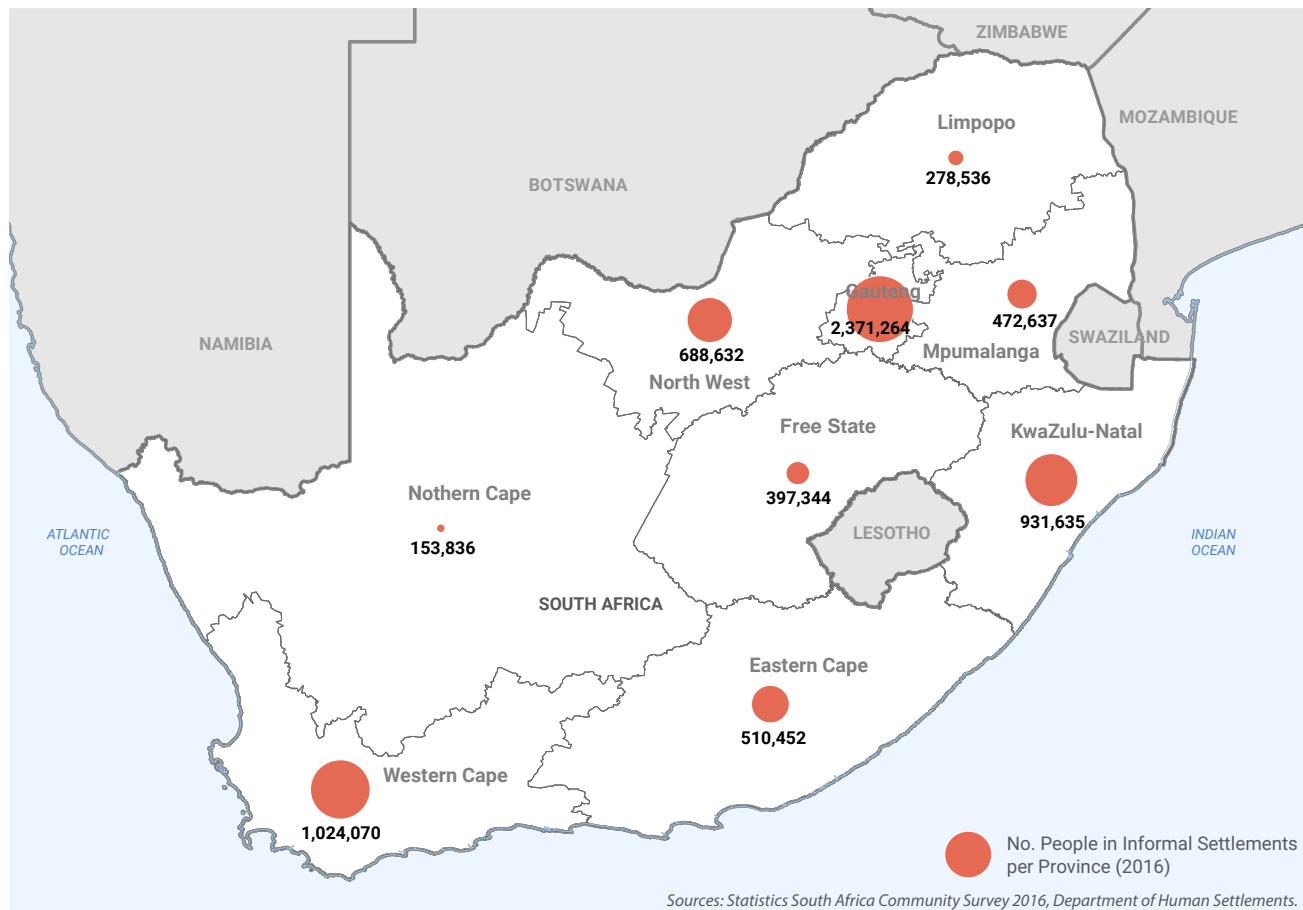 ZIMBABWE
MOZAMBIQUE
Limpopo
278,536
BOTSWANA
Gauteng
2,371,264
472,637
Mpumalanga
SWAZILAND
NAMIBIA
688,632
North West
Free State
397,344
KwaZulu-Natal
931,635
Nothern Cape
153,836
LESOTHO
ATLANTIC
OCEAN
INDIAN
OCEAN
SOUTH AFRICA
Eastern Cape
510,452
Western Cape
1,024,070
No. People in Informal Settlements
per Province (2016)
Sources: Statistics South Africa Community Survey 2016, Department of Human Settlements.